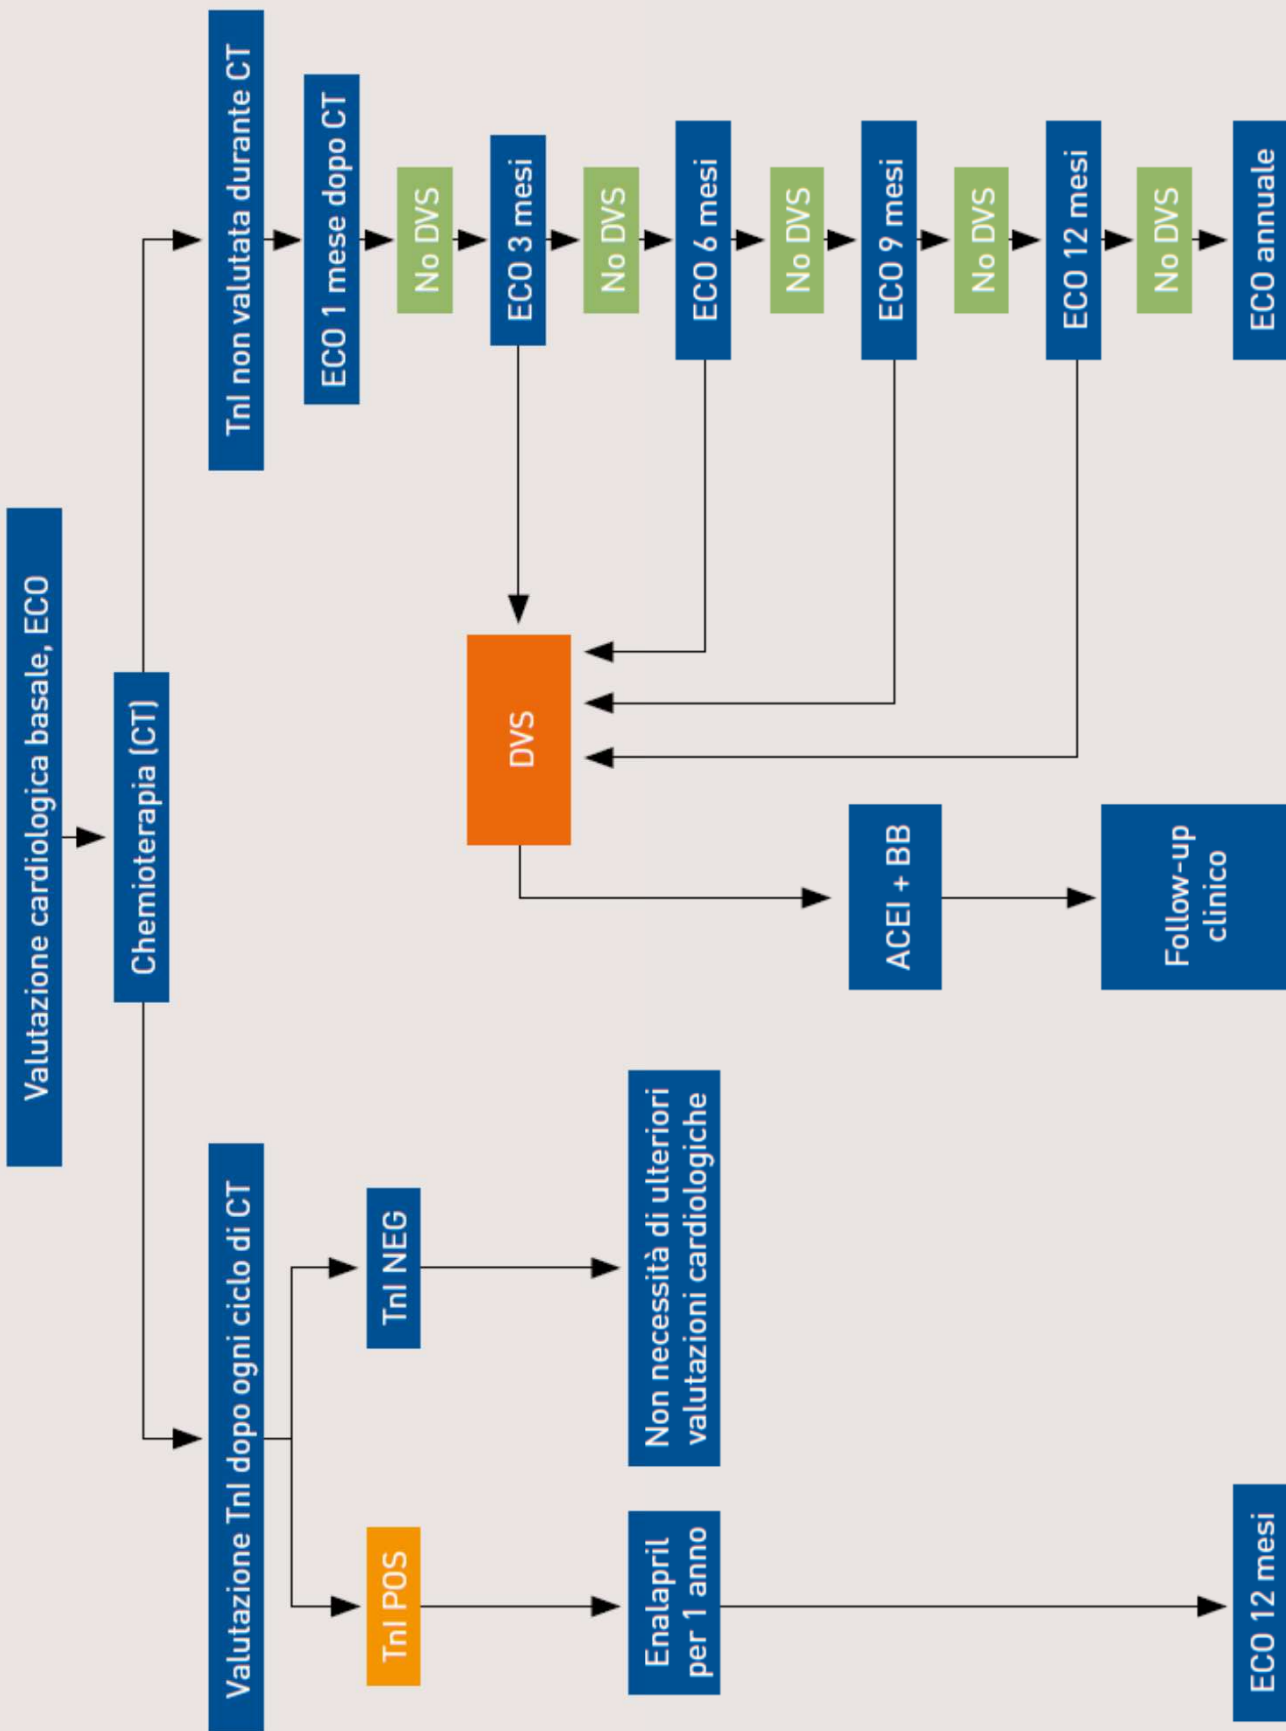 Valutazione cardiologica basale, ECO
Chemioterapia (CT)
Valutazione TnI dopo ogni ciclo di CT
TnI non valutata durante CT
TnI POS
TnI NEG
Enalapril
per 1 anno
Non necessità di ulteriori
valutazioni cardiologiche
ECO 12 mesi
DVS
ACEI + BB
Follow-up
clinico
ECO 1 mese dopo CT
No DVS
ECO 3 mesi
No DVS
ECO 6 mesi
No DVS
ECO 9 mesi
No DVS
ECO 12 mesi
No DVS
ECO annuale